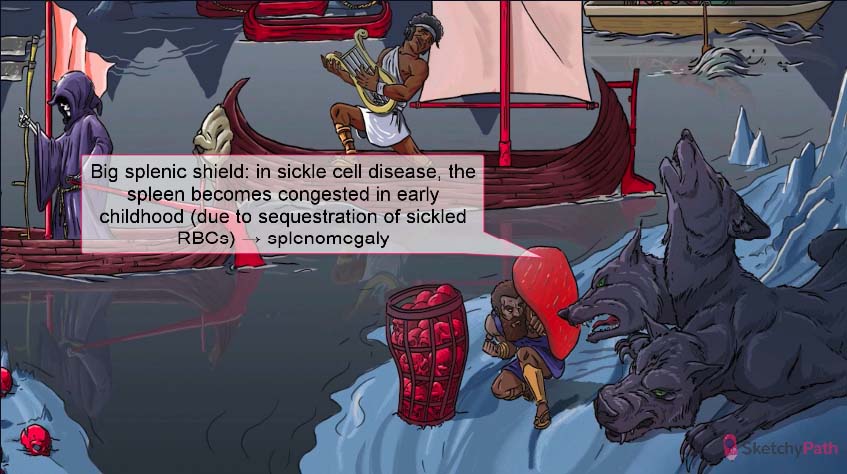 Big splenic shield: in sickle cell disease, the
spleen becomes congested in early
childhood (due to sequestration of sickled
RBCs) → splenomegaly
SketchyPath